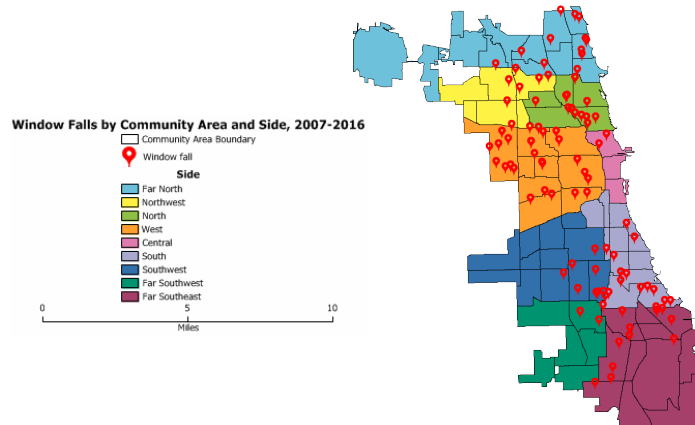 Window Falls by Community Area and Side, 2007-2016
Community Area Boundary
Window fall
Side
Far North
Northwest
North
West
Central
South
Southwest
Far Southwest
Far Southeast
0 5 10
Miles